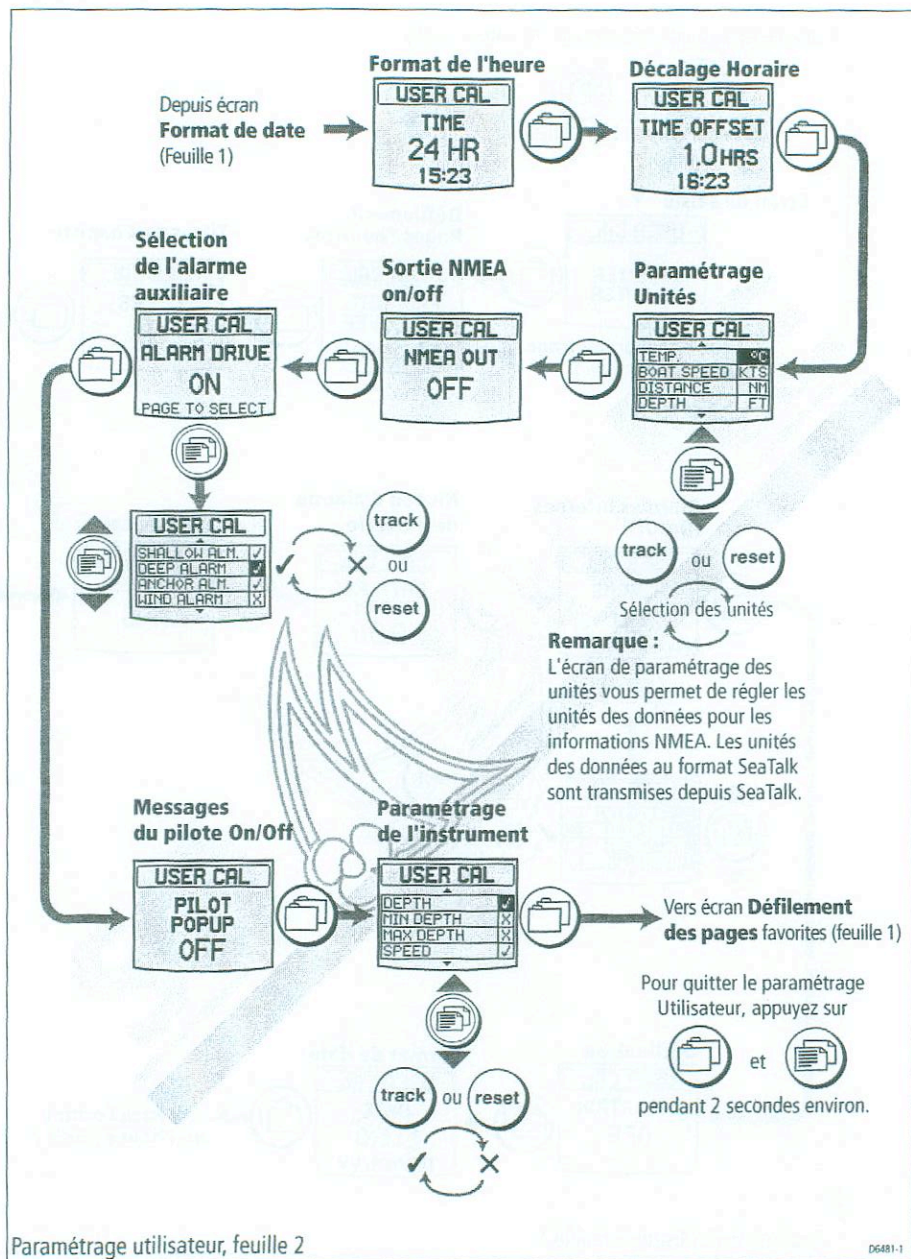 Format de l'heure
Décalage Horaire
Depuis écran
Format de date
(Feuille 1)
USER CAL
TIME
24 HR
15:23
USER CAL
TIME OFFSET
1.0 HRS
16:23
Sélection
de l'alarme
auxiliaire
Sortie NMEA
on/off
Paramétrage
Unités
USER CAL
ALARM DRIVE
ON
PAGE TO SELECT
USER CAL
NMEA OUT
OFF
USER CAL
TEMP. °C
BOAT SPEED KTS
DISTANCE NM
DEPTH FT
USER CAL
SHALLOW ALM. ✓
DEEP ALARM ✓
ANCHOR ALM. ✓
WIND ALARM X
✓ X
track
ou
reset
track ou reset
Sélection des unités
Remarque :
L'écran de paramétrage des
unités vous permet de régler les
unités des données pour les
informations NMEA. Les unités
des données au format SeaTalk
sont transmises depuis SeaTalk.
Messages
du pilote On/Off
Paramétrage
de l'instrument
USER CAL
PILOT
POPUP
OFF
USER CAL
DEPTH ✓
MIN DEPTH X
MAX DEPTH X
SPEED ✓
Vers écran Défilement
des pages favorites (feuille 1)
Pour quitter le paramétrage
Utilisateur, appuyez sur
et
pendant 2 secondes environ.
track ou reset
✓ X
Paramétrage utilisateur, feuille 2
D6481-1